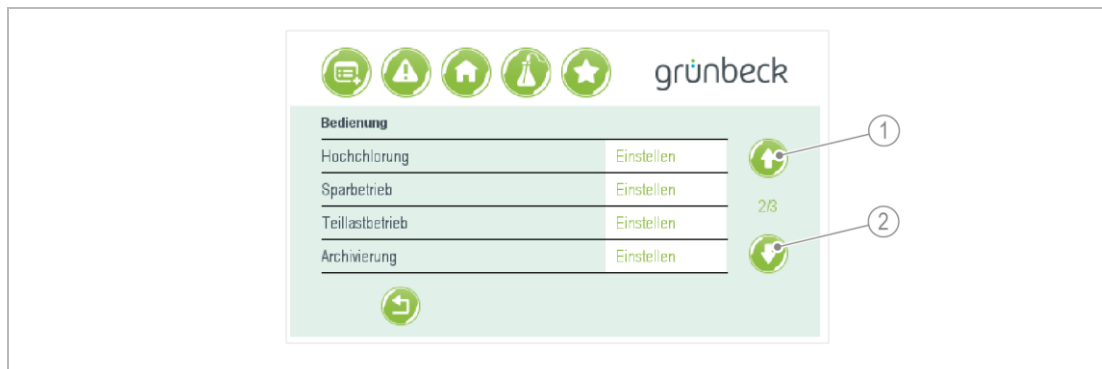 grünbeck
Bedienung
Hochchlorung Einstellen
1
Sparbetrieb Einstellen
2/3
Teillastbetrieb Einstellen
2
Archivierung Einstellen